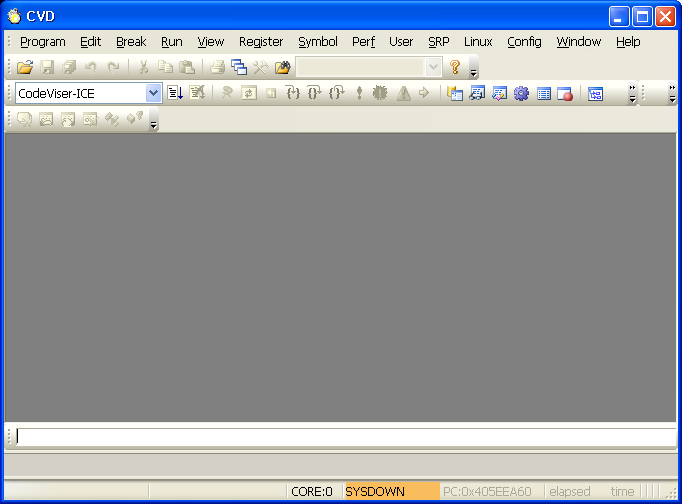 CVD
Program Edit Break Run View Register Symbol Perf User SRP Linux Config Window Help
CodeViser-ICE
CORE:0 SYSDOWN PC:0x405EEA60 elapsed time